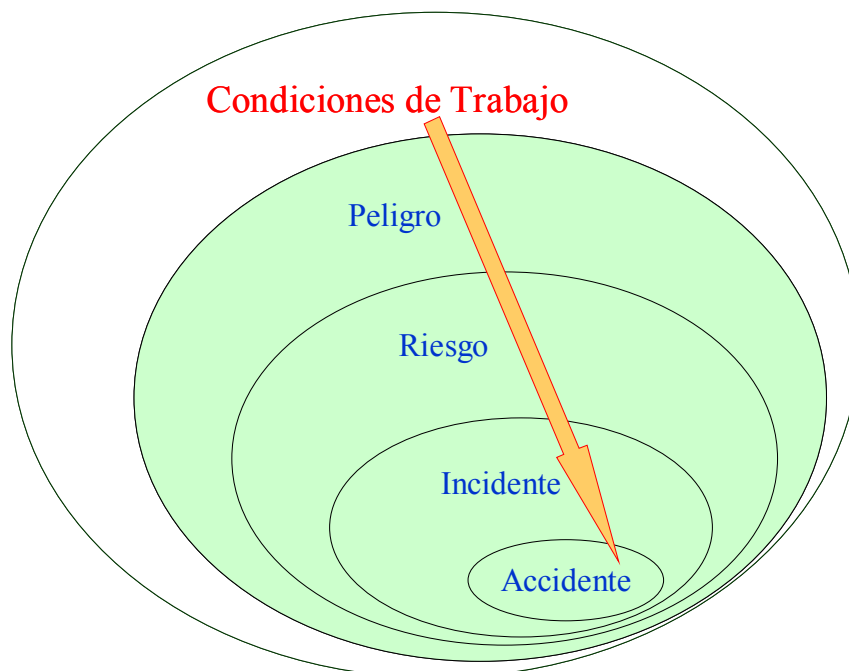 Condiciones de Trabajo
Peligro
Riesgo
Incidente
Accidente